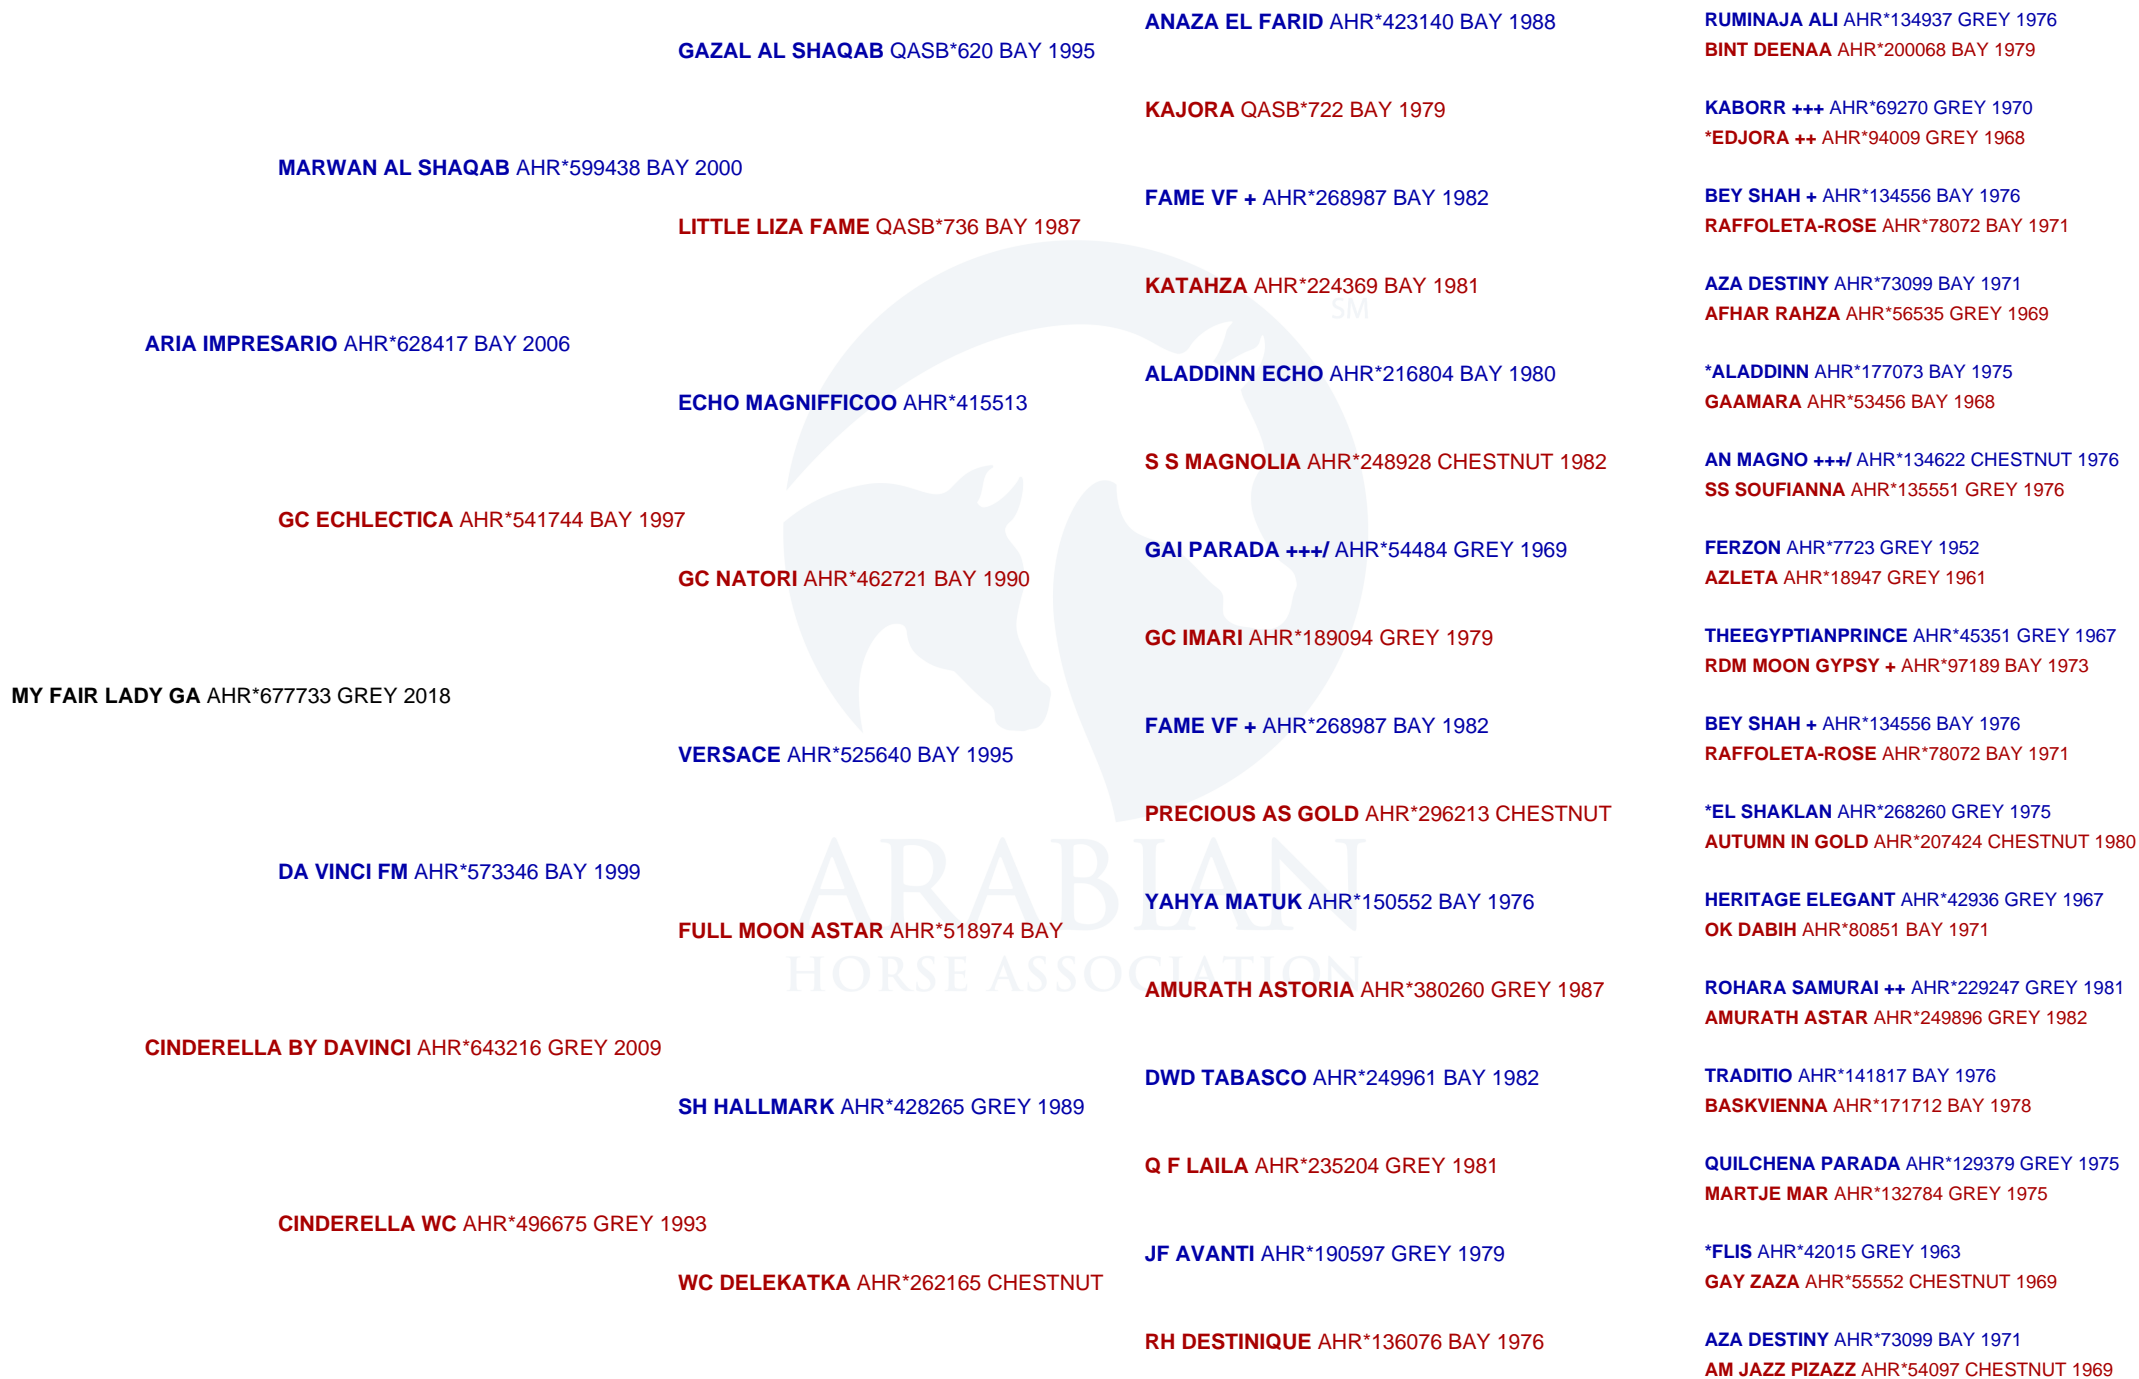 ANAZA EL FARID AHR*423140 BAY 1988
RUMINAJA ALI AHR*134937 GREY 1976
GAZAL AL SHAQAB QASB*620 BAY 1995
BINT DEENAA AHR*200068 BAY 1979
KAJORA QASB*722 BAY 1979
KABORR +++ AHR*69270 GREY 1970
*EDJORA ++ AHR*94009 GREY 1968
MARWAN AL SHAQAB AHR*599438 BAY 2000
FAME VF + AHR*268987 BAY 1982
BEY SHAH + AHR*134556 BAY 1976
LITTLE LIZA FAME QASB*736 BAY 1987
RAFFOLETA-ROSE AHR*78072 BAY 1971
KATAHZA AHR*224369 BAY 1981
AZA DESTINY AHR*73099 BAY 1971
SM
AFHAR RAHZA AHR*56535 GREY 1969
ARIA IMPRESARIO AHR*628417 BAY 2006
ALADDINN ECHO AHR*216804 BAY 1980
*ALADDINN AHR*177073 BAY 1975
ECHO MAGNIFFICOO AHR*415513
GAAMARA AHR*53456 BAY 1968
S S MAGNOLIA AHR*248928 CHESTNUT 1982
AN MAGNO +++/ AHR*134622 CHESTNUT 1976
SS SOUFIANNA AHR*135551 GREY 1976
GC ECHLECTICA AHR*541744 BAY 1997
GAI PARADA +++/ AHR*54484 GREY 1969
FERZON AHR*7723 GREY 1952
GC NATORI AHR*462721 BAY 1990
AZLETA AHR*18947 GREY 1961
GC IMARI AHR*189094 GREY 1979
THEEGYPTIANPRINCE AHR*45351 GREY 1967
RDM MOON GYPSY + AHR*97189 BAY 1973
MY FAIR LADY GA AHR*677733 GREY 2018
FAME VF + AHR*268987 BAY 1982
BEY SHAH + AHR*134556 BAY 1976
VERSACE AHR*525640 BAY 1995
RAFFOLETA-ROSE AHR*78072 BAY 1971
PRECIOUS AS GOLD AHR*296213 CHESTNUT
*EL SHAKLAN AHR*268260 GREY 1975
AUTUMN IN GOLD AHR*207424 CHESTNUT 1980
DA VINCI FM AHR*573346 BAY 1999
ARABIAN
YAHYA MATUK AHR*150552 BAY 1976
HERITAGE ELEGANT AHR*42936 GREY 1967
FULL MOON ASTAR AHR*518974 BAY
OK DABIH AHR*80851 BAY 1971
HORSE ASSOCIATION
AMURATH ASTORIA AHR*380260 GREY 1987
ROHARA SAMURAI ++ AHR*229247 GREY 1981
AMURATH ASTAR AHR*249896 GREY 1982
CINDERELLA BY DAVINCI AHR*643216 GREY 2009
DWD TABASCO AHR*249961 BAY 1982
TRADITIO AHR*141817 BAY 1976
SH HALLMARK AHR*428265 GREY 1989
BASKVIENNA AHR*171712 BAY 1978
Q F LAILA AHR*235204 GREY 1981
QUILCHENA PARADA AHR*129379 GREY 1975
MARTJE MAR AHR*132784 GREY 1975
CINDERELLA WC AHR*496675 GREY 1993
JF AVANTI AHR*190597 GREY 1979
*FLIS AHR*42015 GREY 1963
WC DELEKATKA AHR*262165 CHESTNUT
GAY ZAZA AHR*55552 CHESTNUT 1969
RH DESTINIQUE AHR*136076 BAY 1976
AZA DESTINY AHR*73099 BAY 1971
AM JAZZ PIZAZZ AHR*54097 CHESTNUT 1969